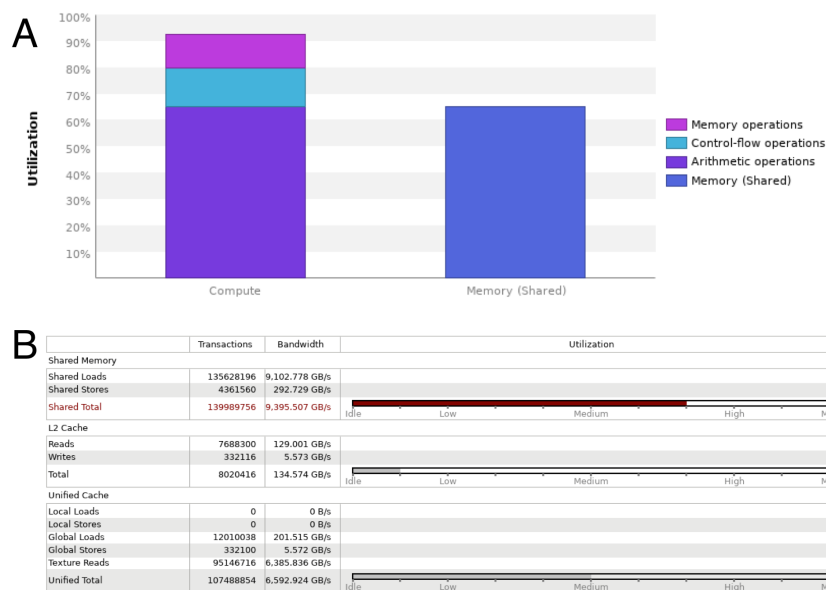 A
100%
90%
80%
70%
60%
50%
40%
30%
20%
10%
Utilization
Compute
Memory (Shared)
Memory operations
Control-flow operations
Arithmetic operations
Memory (Shared)
B
Transactions Bandwidth Utilization
Shared Memory
Shared Loads 135628196 9,102.778 GB/s
Shared Stores 4361560 292.729 GB/s
Shared Total 139989756 9,395.507 GB/s
Idle Low Medium High M
L2 Cache
Reads 7688300 129.001 GB/s
Writes 332116 5.573 GB/s
Total 8020416 134.574 GB/s
Idle Low Medium High M
Unified Cache
Local Loads 0 0 B/s
Local Stores 0 0 B/s
Global Loads 12010038 201.515 GB/s
Global Stores 332100 5.572 GB/s
Texture Reads 95146716 6,385.836 GB/s
Unified Total 107488854 6,592.924 GB/s
Idle Low Medium High M